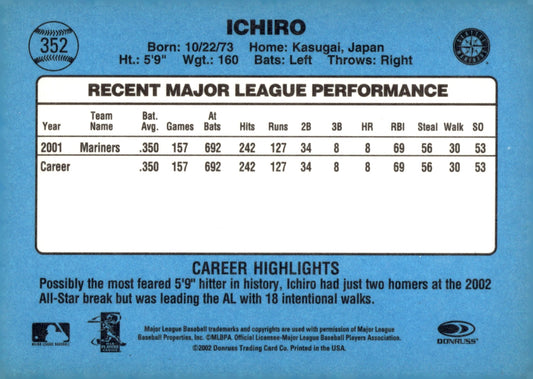 352
ICHIRO
Born: 10/22/73 Home: Kasugai, Japan
Ht.: 5'9" Wgt.: 160 Bats: Left Throws: Right
RECENT MAJOR LEAGUE PERFORMANCE
Year Team Name Bat. Avg. Games At Bats Hits Runs 2B 3B HR RBI Steal Walk SO
2001 Mariners .350 157 692 242 127 34 8 8 69 56 30 53
Career .350 157 692 242 127 34 8 8 69 56 30 53
CAREER HIGHLIGHTS
Possibly the most feared 5'9" hitter in history, Ichiro had just two homers at the 2002
All-Star break but was leading the AL with 18 intentional walks.
Major League Baseball trademarks and copyrights are used with permission of Major League
Baseball Properties, Inc. ©MLBPA. Official Licensee-Major League Baseball Players Association.
©2002 Donruss Trading Card Co. Printed in the USA.
DONRUSS